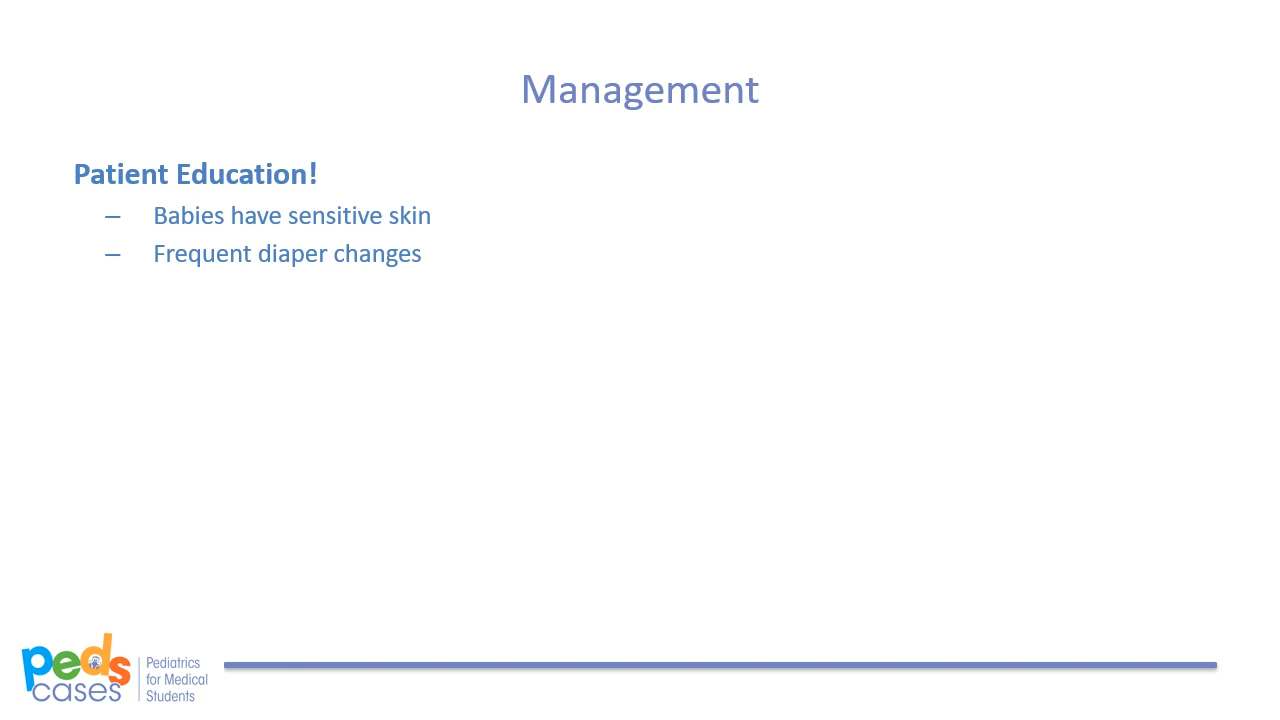 Management
Patient Education!
– Babies have sensitive skin
– Frequent diaper changes
peds
cases
Pediatrics
for Medical
Students